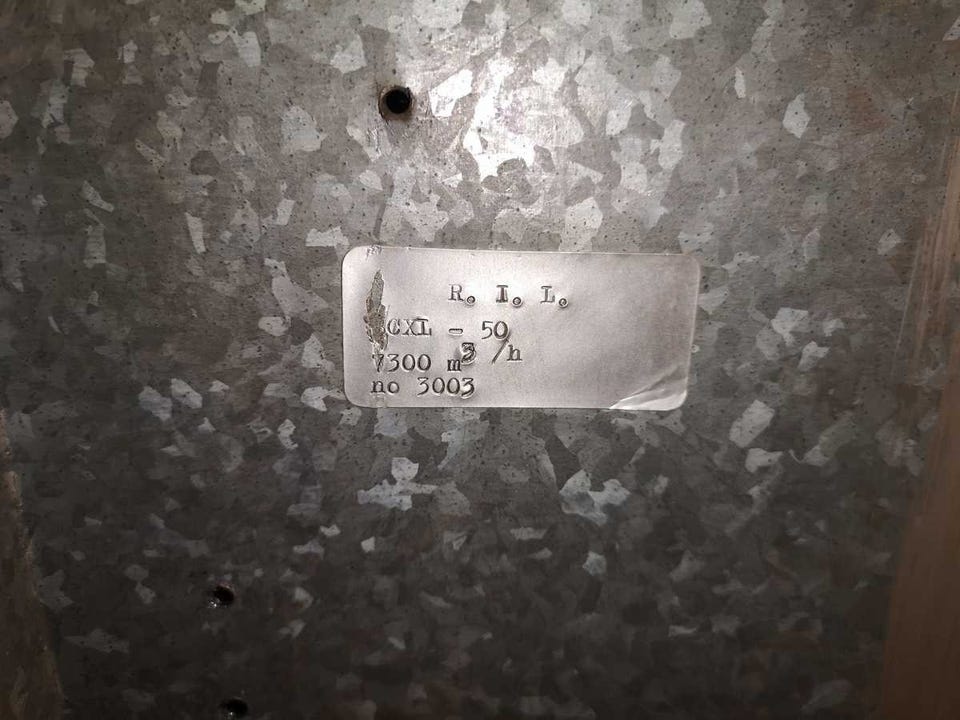 R. I. L.
CXL - 50
7300 m³/h
no 3003